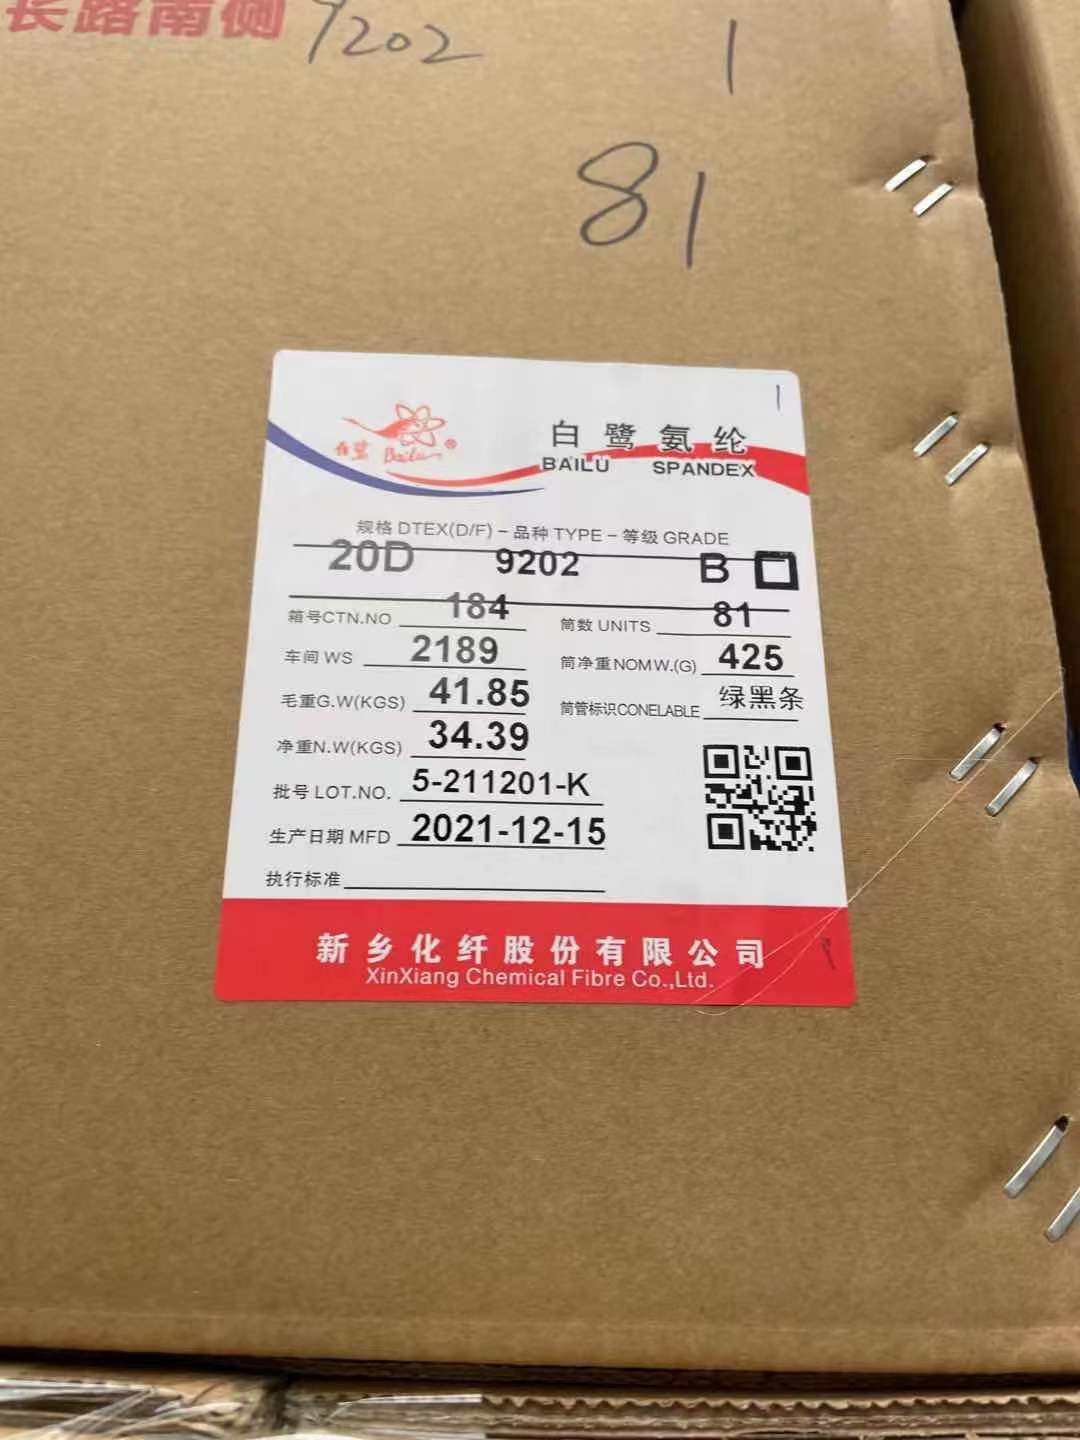 长路南侧
9202
1
81
1
白鹭 Bailu ®
白鹭氨纶
BAILU SPANDEX
规格 DTEX(D/F) - 品种 TYPE - 等级 GRADE
20D 9202 B
箱号CTN.NO 184 筒数 UNITS 81
车间 WS 2189 筒净重NOMW.(G) 425
毛重G.W(KGS) 41.85 筒管标识CONELABLE 绿黑条
净重N.W(KGS) 34.39
批号 LOT.NO. 5-211201-K
生产日期 MFD 2021-12-15
执行标准
新乡化纤股份有限公司
XinXiang Chemical Fibre Co.,Ltd.